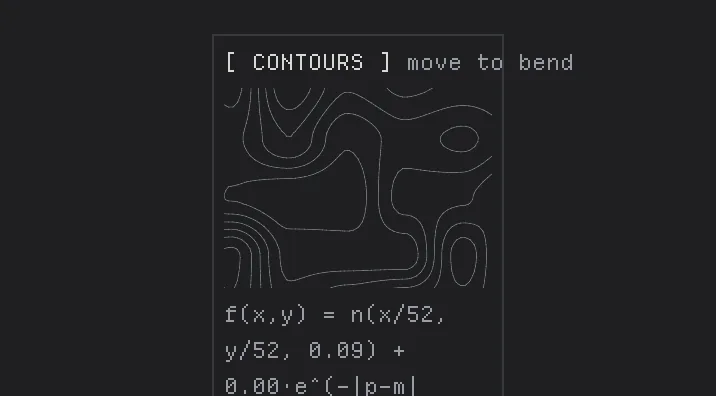 [ CONTOURS ] move to bend
f(x,y) = n(x/52,
y/52, 0.09) +
0.00·e^(-|p-m|